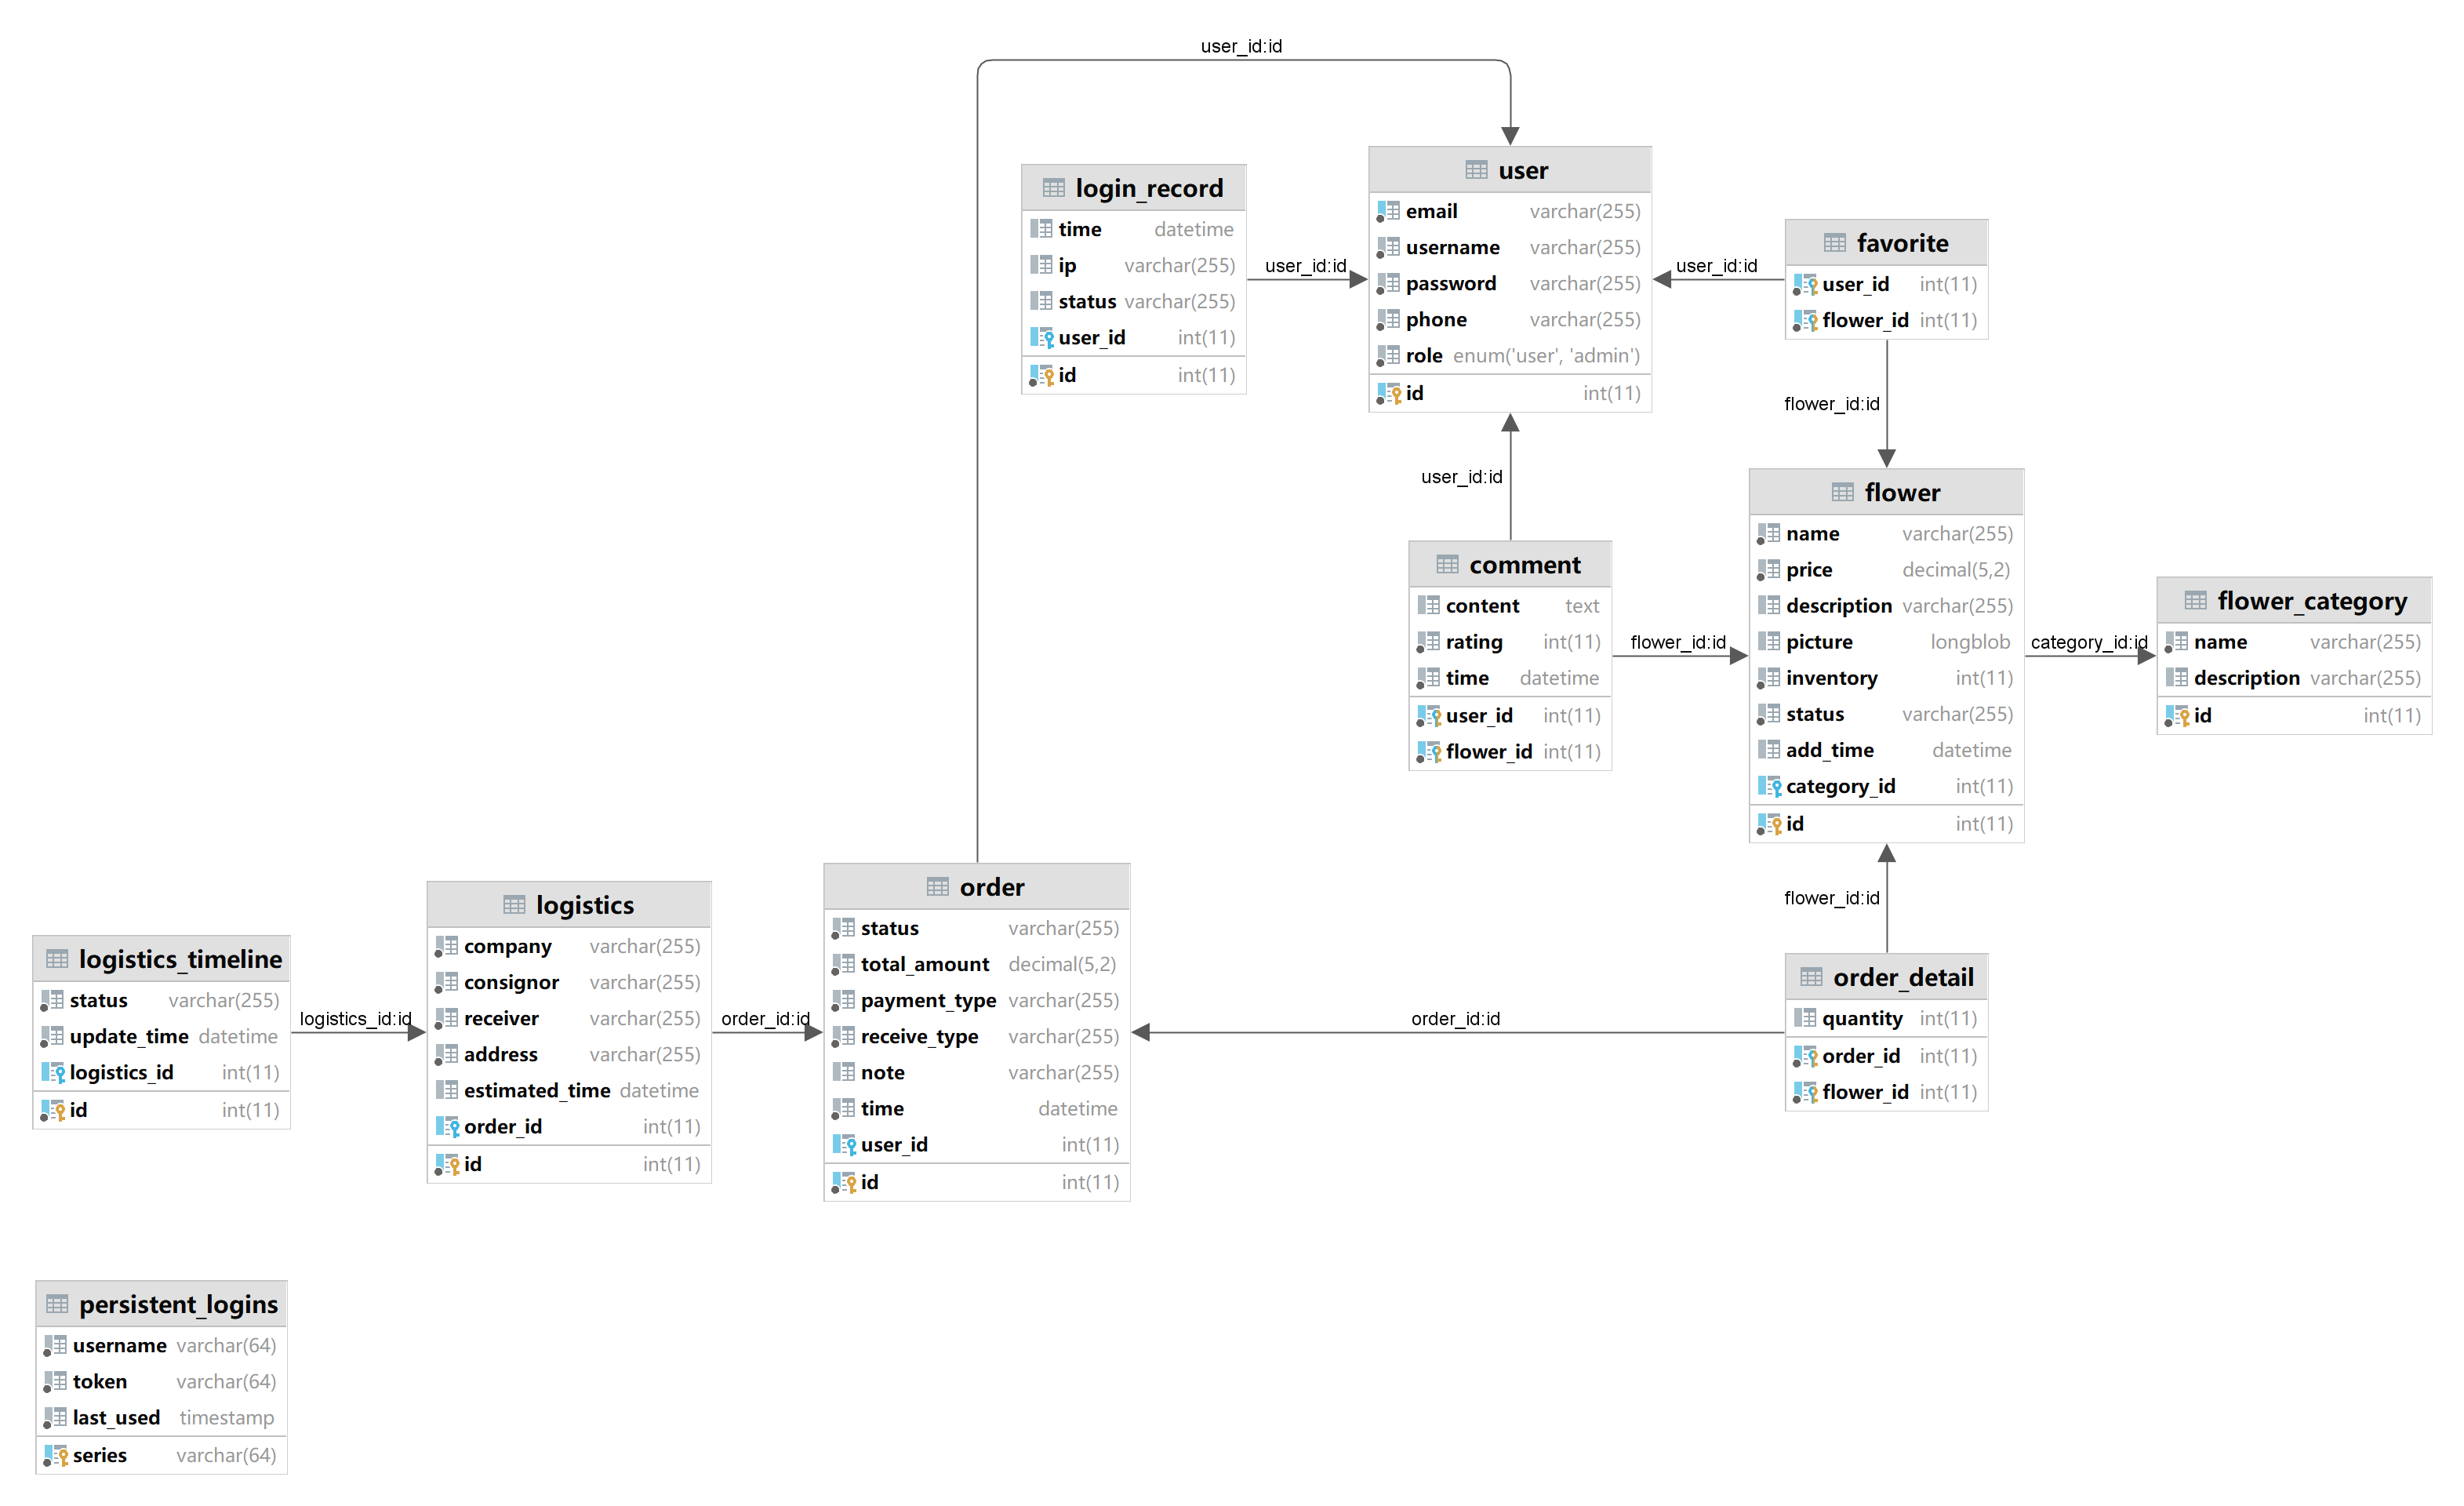 user_id:id
user
email varchar(255)
username varchar(255)
password varchar(255)
phone varchar(255)
role enum('user', 'admin')
id int(11)
login_record
time datetime
ip varchar(255)
status varchar(255)
user_id int(11)
id int(11)
user_id:id
user_id:id
favorite
user_id int(11)
flower_id int(11)
flower_id:id
user_id:id
flower
name varchar(255)
price decimal(5,2)
description varchar(255)
picture longblob
inventory int(11)
status varchar(255)
add_time datetime
category_id int(11)
id int(11)
comment
content text
rating int(11)
time datetime
user_id int(11)
flower_id int(11)
flower_id:id
category_id:id
flower_category
name varchar(255)
description varchar(255)
id int(11)
flower_id:id
logistics_timeline
status varchar(255)
update_time datetime
logistics_id int(11)
id int(11)
logistics_id:id
logistics
company varchar(255)
consignor varchar(255)
receiver varchar(255)
address varchar(255)
estimated_time datetime
order_id int(11)
id int(11)
order_id:id
order
status varchar(255)
total_amount decimal(5,2)
payment_type varchar(255)
receive_type varchar(255)
note varchar(255)
time datetime
user_id int(11)
id int(11)
order_id:id
order_detail
quantity int(11)
order_id int(11)
flower_id int(11)
persistent_logins
username varchar(64)
token varchar(64)
last_used timestamp
series varchar(64)